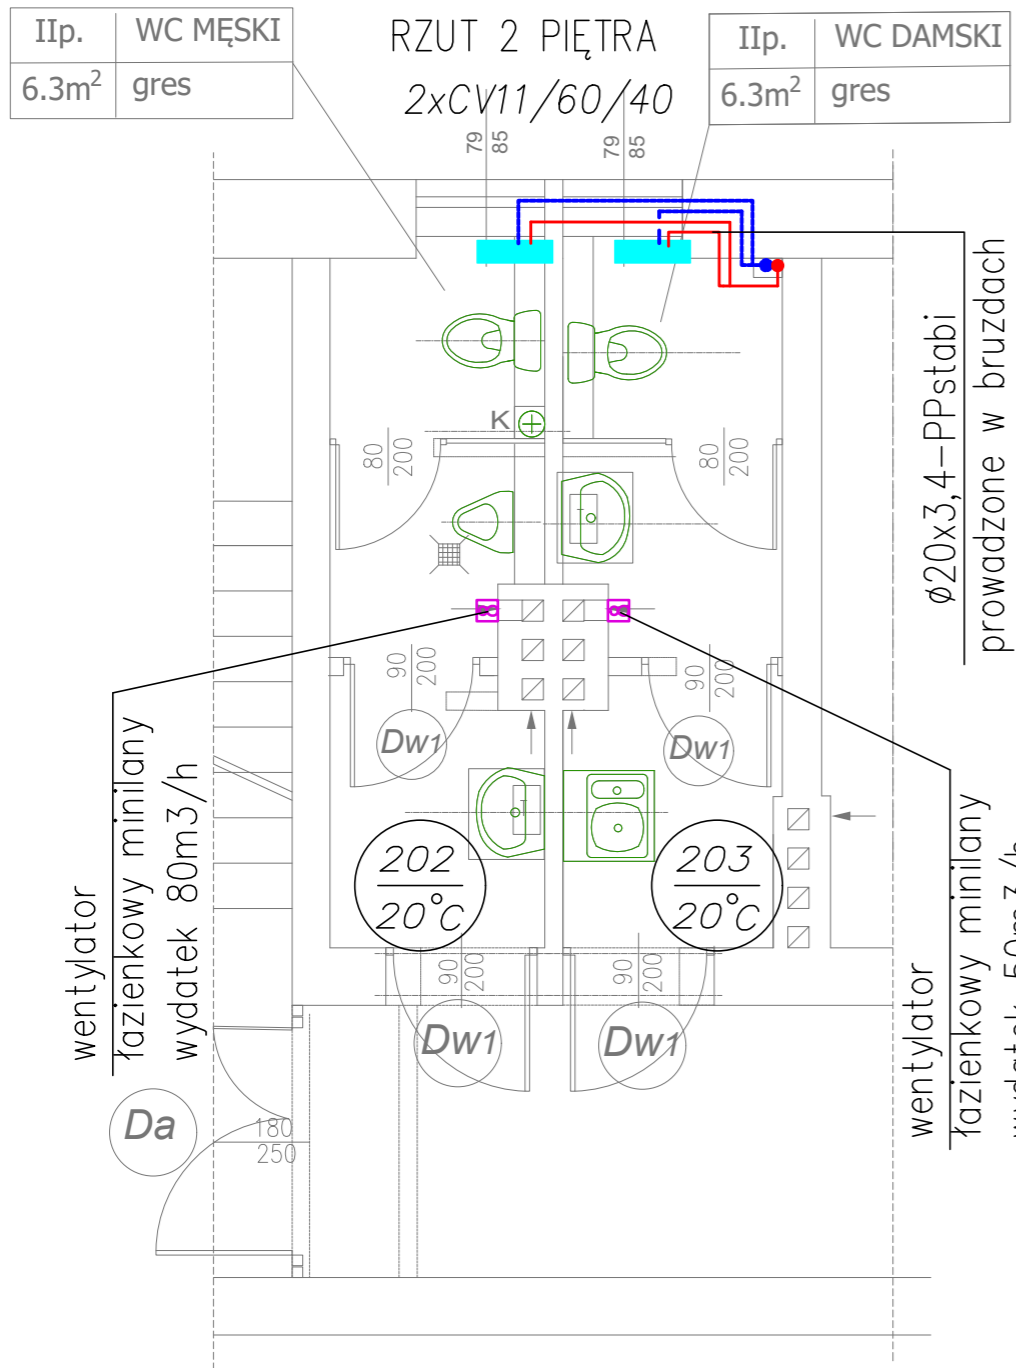 IIp. WC MĘSKI
6.3m² gres
RZUT 2 PIĘTRA
2xCV11/60/40
IIp. WC DAMSKI
6.3m² gres
79
85
79
85
ø20x3,4-PPstabi
prowadzone w bruzdach
K
80
200
80
200
90
200
90
200
Dw1
Dw1
wentylator
łazienkowy minilany
wydatek 80m3/h
202
20°C
203
20°C
wentylator
łazienkowy minilany
wydatek 50m3/h
90
200
90
200
Dw1
Dw1
Da
180
250